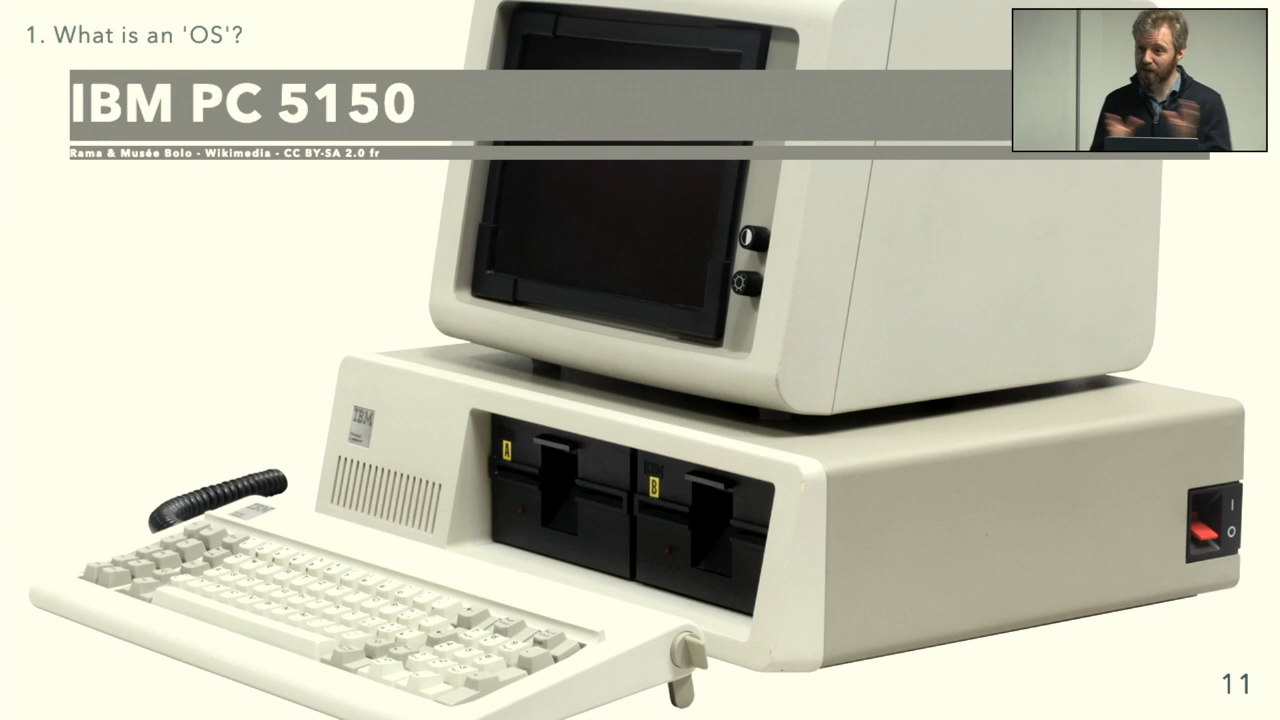 1. What is an 'OS'?
IBM PC 5150
Rama & Musée Bolo - Wikimedia - CC BY-SA 2.0 fr
IBM
A
IBM
B
IBM
11